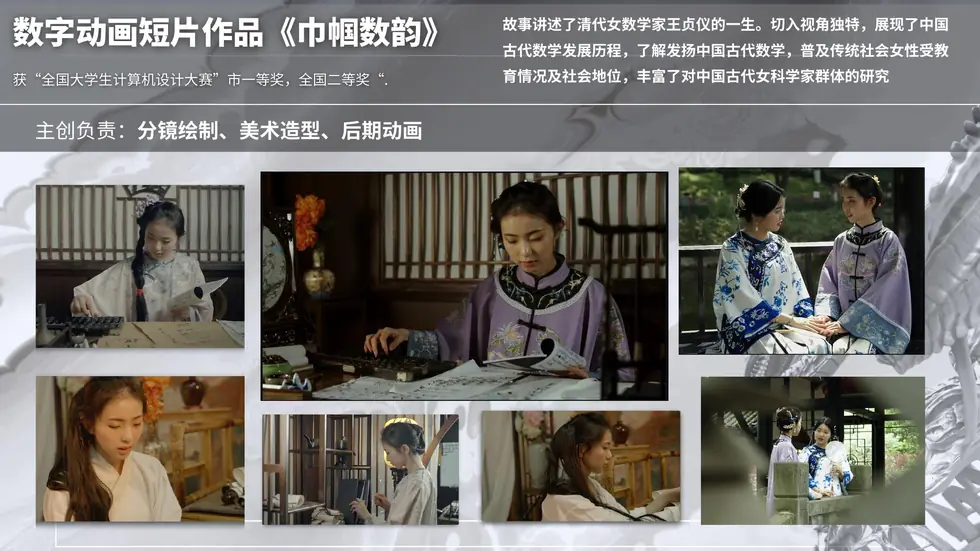 数字动画短片作品《巾帼数韵》
获“全国大学生计算机设计大赛”市一等奖，全国二等奖“.
故事讲述了清代女数学家王贞仪的一生。切入视角独特，展现了中国
古代数学发展历程，了解发扬中国古代数学，普及传统社会女性受教
育情况及社会地位，丰富了对中国古代女科学家群体的研究
主创负责：分镜绘制、美术造型、后期动画